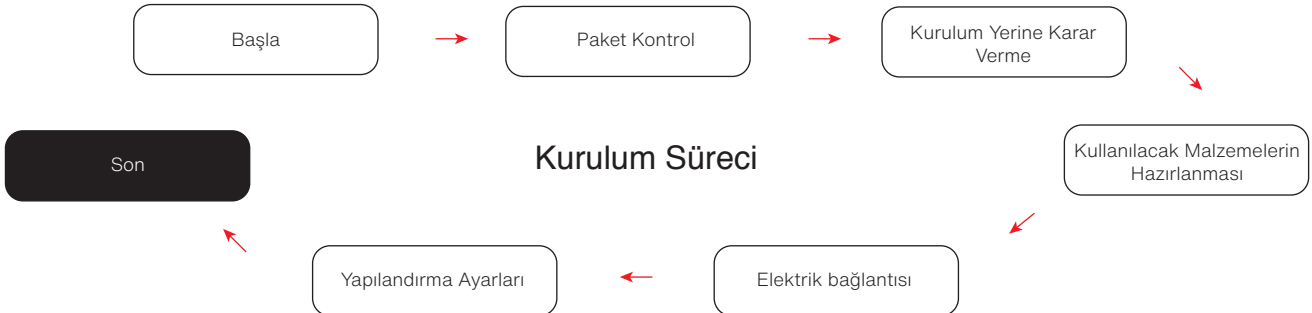 Başla
Paket Kontrol
Kurulum Yerine Karar
Verme
Kullanılacak Malzemelerin
Hazırlanması
Kurulum Süreci
Son
Elektrik bağlantısı
Yapılandırma Ayarları